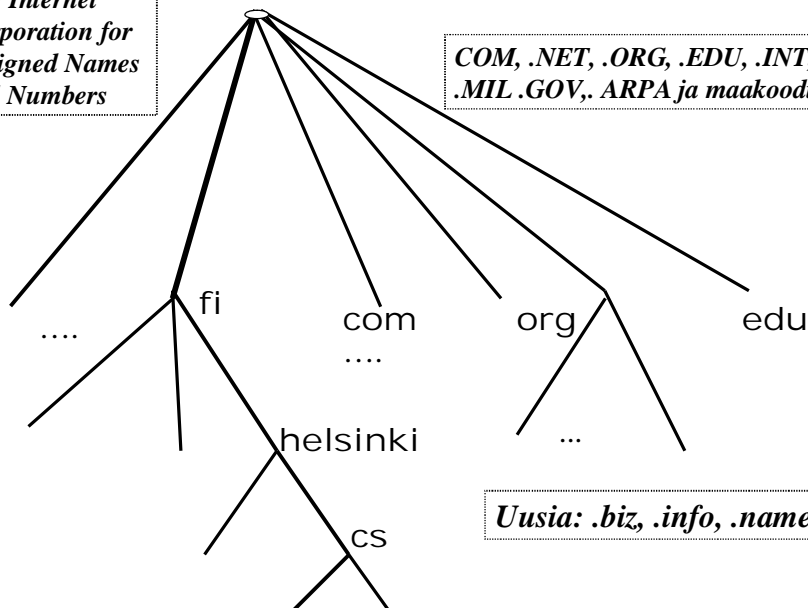 Internet
poration for
igned Names
Numbers
COM, .NET, .ORG, .EDU, .INT,
.MIL .GOV,. ARPA ja maakoodi
fi
....
com
....
org
edu
helsinki
...
cs
Uusia: .biz, .info, .name